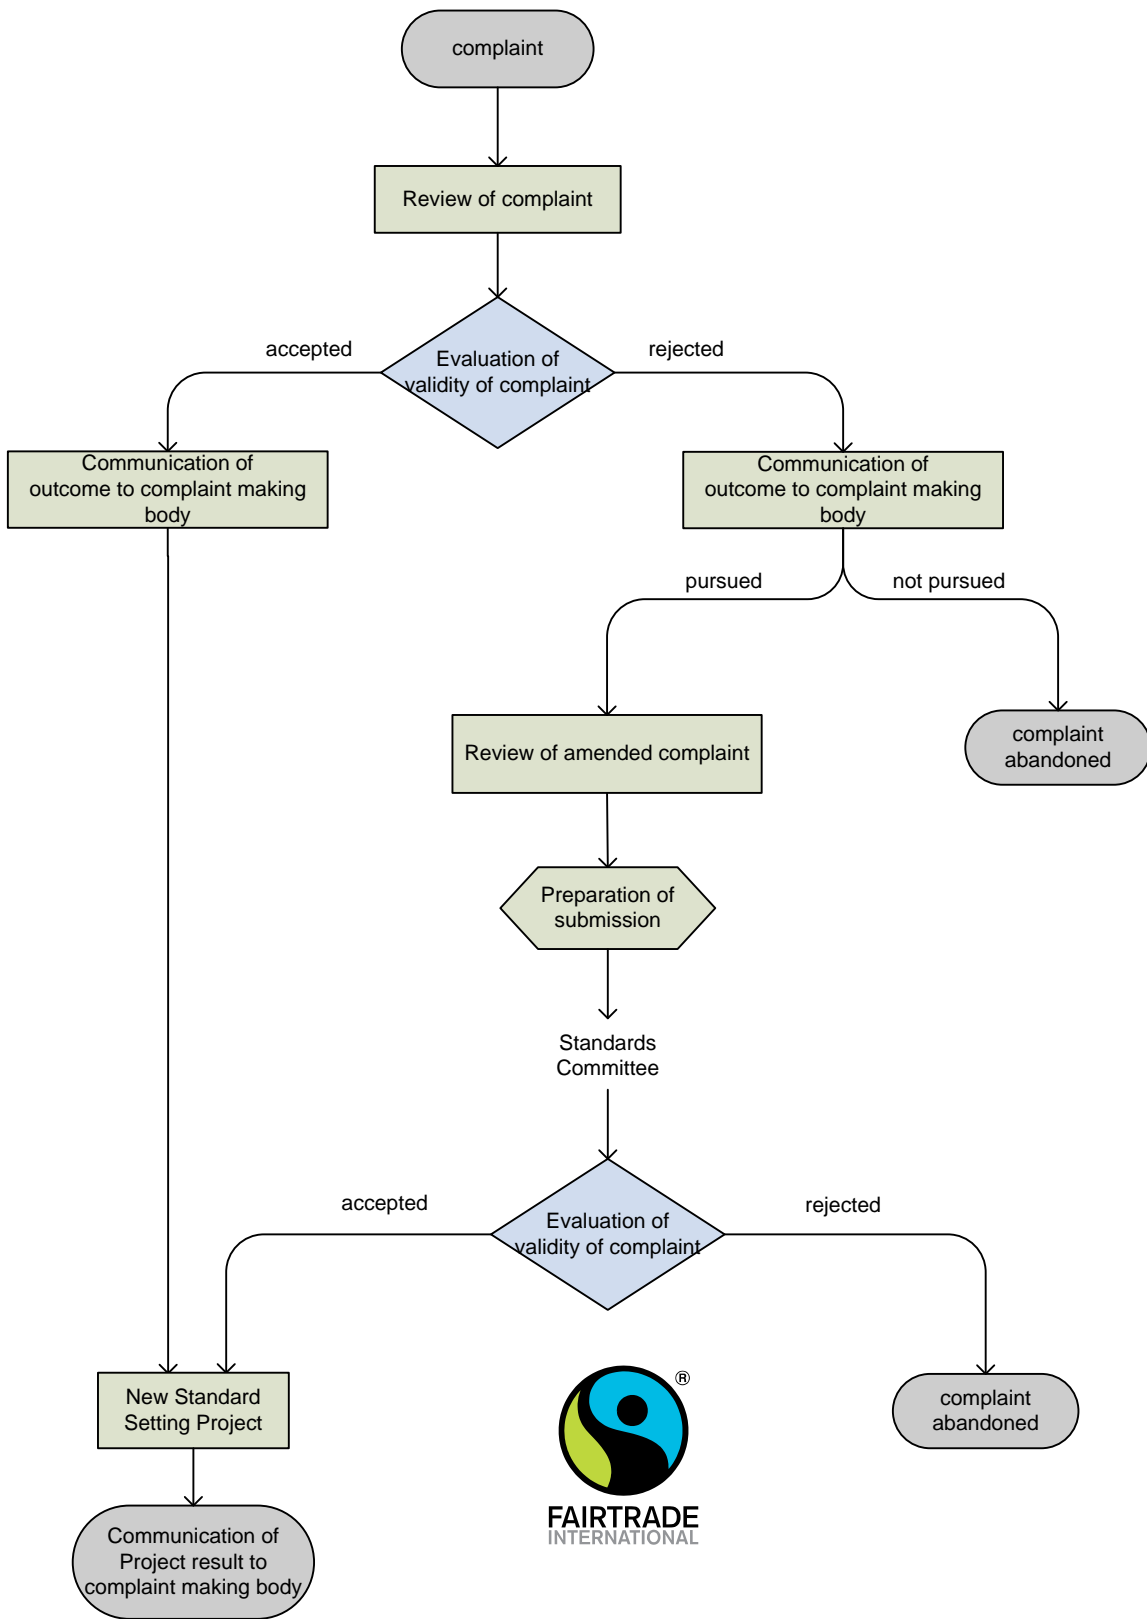 complaint
Review of complaint
accepted
rejected
Evaluation of
validity of complaint
Communication of
outcome to complaint making
body
Communication of
outcome to complaint making
body
pursued
not pursued
Review of amended complaint
complaint
abandoned
Preparation of
submission
Standards
Committee
accepted
rejected
Evaluation of
validity of complaint
New Standard
Setting Project
®
complaint
abandoned
FAIRTRADE
INTERNATIONAL
Communication of
Project result to
complaint making body